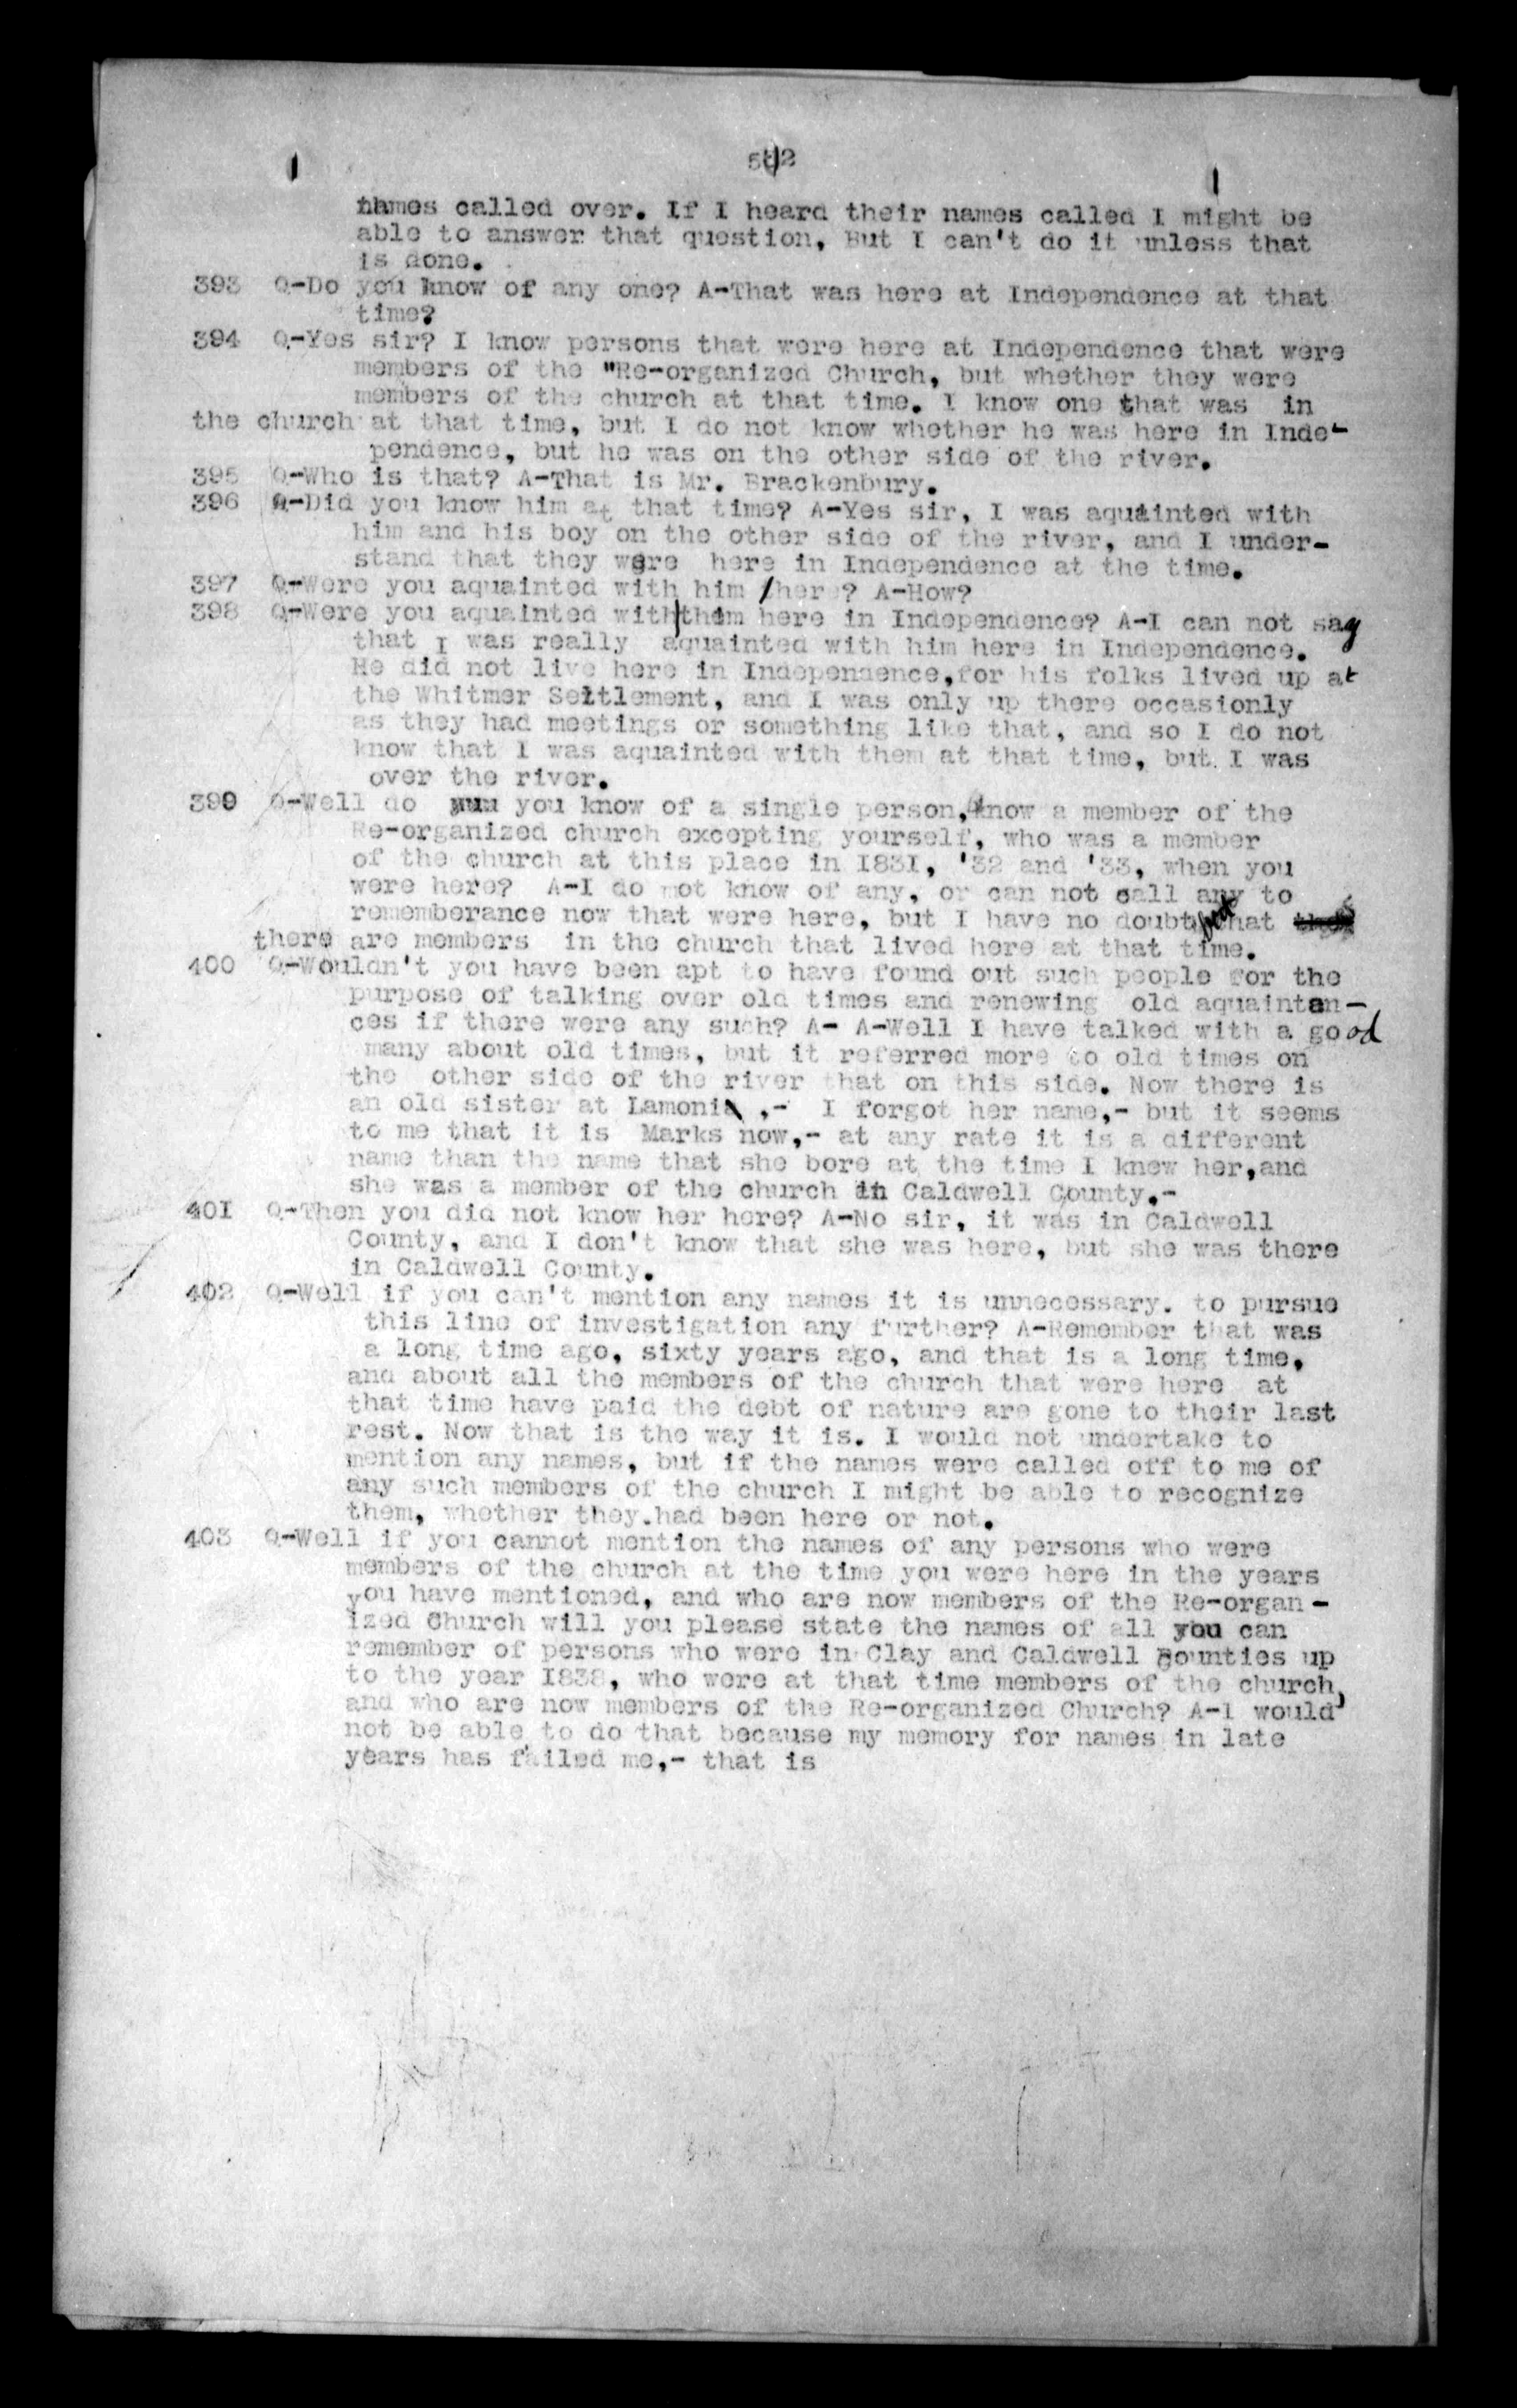 502
names called over. If I heard their names called I might be
able to answer that question, But I can't do it unless that
is done.
393 Q-Do you know of any one? A-That was here at Independence at that
time?
394 Q-Yes sir? I know persons that were here at Independence that were
members of the "Re-organized Church, but whether they were
members of the church at that time. I know one that was in
the church at that time, but I do not know whether he was here in Inde-
pendence, but he was on the other side of the river.
395 Q-Who is that? A-That is Mr. Brackenbury.
396 Q-Did you know him at that time? A-Yes sir, I was aquainted with
him and his boy on the other side of the river, and I under-
stand that they were here in Independence at the time.
397 Q-Were you aquainted with him /here? A-How?
398 Q-Were you aquainted with them here in Independence? A-I can not say
that I was really aquainted with him here in Independence.
He did not live here in Independence,for his folks lived up at
the Whitmer Settlement, and I was only up there occasionly
as they had meetings or something like that, and so I do not
know that I was aquainted with them at that time, but I was
over the river.
399 Q-Well do you know of a single person, now a member of the
Re-organized church excepting yourself, who was a member
of the church at this place in 1831, '32 and '33, when you
were here? A-I do not know of any, or can not call any to
rememberance now that were here, but I have no doubt but that
there are members in the church that lived here at that time.
400 Q-Wouldn't you have been apt to have found out such people for the
purpose of talking over old times and renewing old aquaintan-
ces if there were any such? A- A-Well I have talked with a good
many about old times, but it referred more to old times on
the other side of the river that on this side. Now there is
an old sister at Lamoni ,- I forgot her name,- but it seems
to me that it is Marks now,- at any rate it is a different
name than the name that she bore at the time I knew her,and
she was a member of the church in Caldwell County.-
401 Q-Then you did not know her here? A-No sir, it was in Caldwell
County, and I don't know that she was here, but she was there
in Caldwell County.
402 Q-Well if you can't mention any names it is unnecessary. to pursue
this line of investigation any further? A-Remember that was
a long time ago, sixty years ago, and that is a long time,
and about all the members of the church that were here at
that time have paid the debt of nature are gone to their last
rest. Now that is the way it is. I would not undertake to
mention any names, but if the names were called off to me of
any such members of the church I might be able to recognize
them, whether they.had been here or not.
403 Q-Well if you cannot mention the names of any persons who were
members of the church at the time you were here in the years
you have mentioned, and who are now members of the Re-organ-
ized Church will you please state the names of all you can
remember of persons who were in Clay and Caldwell Counties up
to the year 1838, who were at that time members of the church,
and who are now members of the Re-organized Church? A-I would
not be able to do that because my memory for names in late
years has failed me,- that is